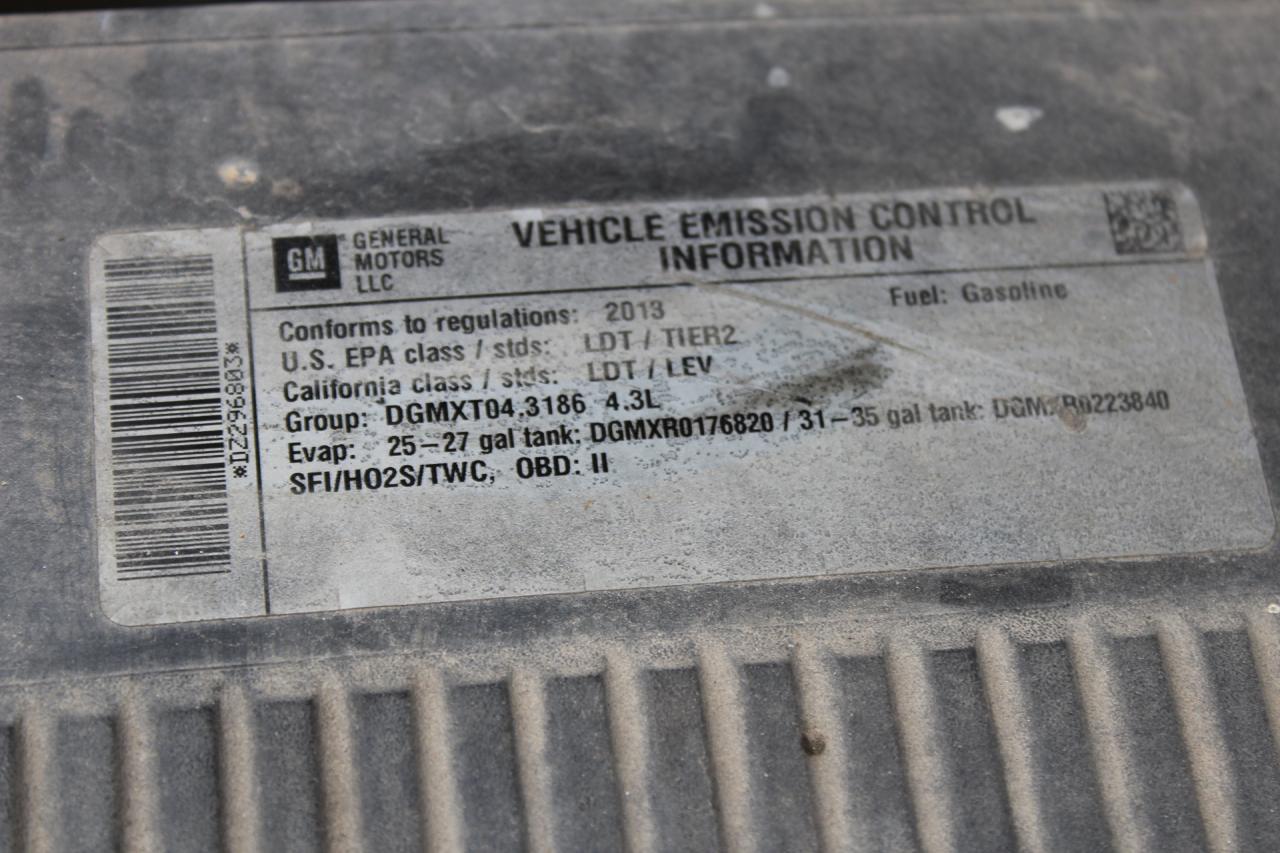 GM GENERAL
MOTORS
LLC
VEHICLE EMISSION CONTROL
INFORMATION
Fuel: Gasoline
Conforms to regulations: 2013
U.S. EPA class / stds: LDT / TIER2
California class / stds: LDT / LEV
Group: DGMXT04.3186 4.3L
Evap: 25-27 gal tank: DGMXR0176820 / 31-35 gal tank: DGMXR0223840
SFI/HO2S/TWC, OBD: II
*DZ296803*